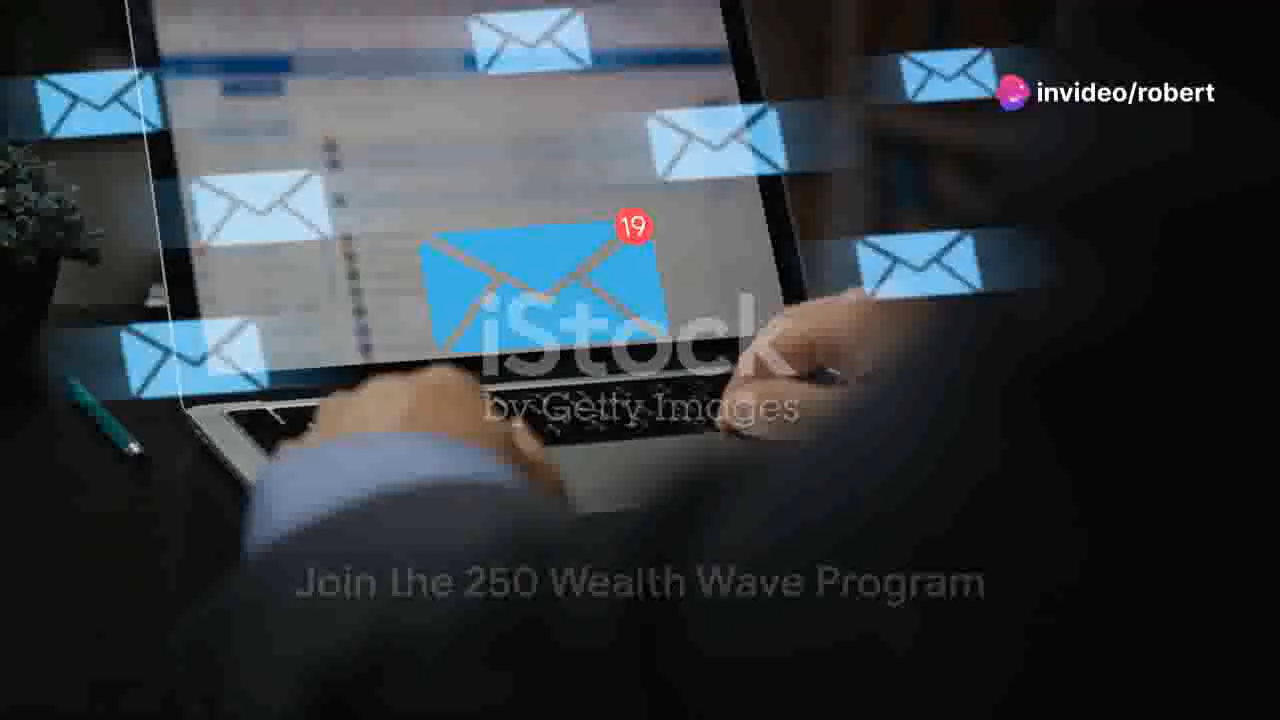 invideo/robert
19
iStock
by Getty Images
Join the 250 Wealth Wave Program